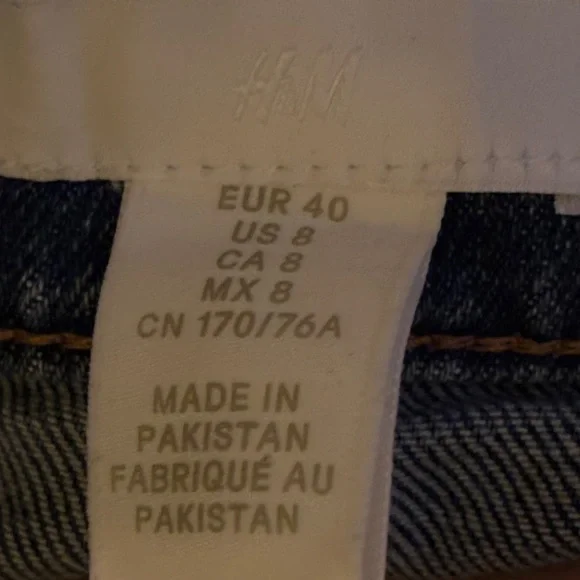 H&M
EUR 40
US 8
CA 8
MX 8
CN 170/76A
MADE IN
PAKISTAN
FABRIQUÉ AU
PAKISTAN